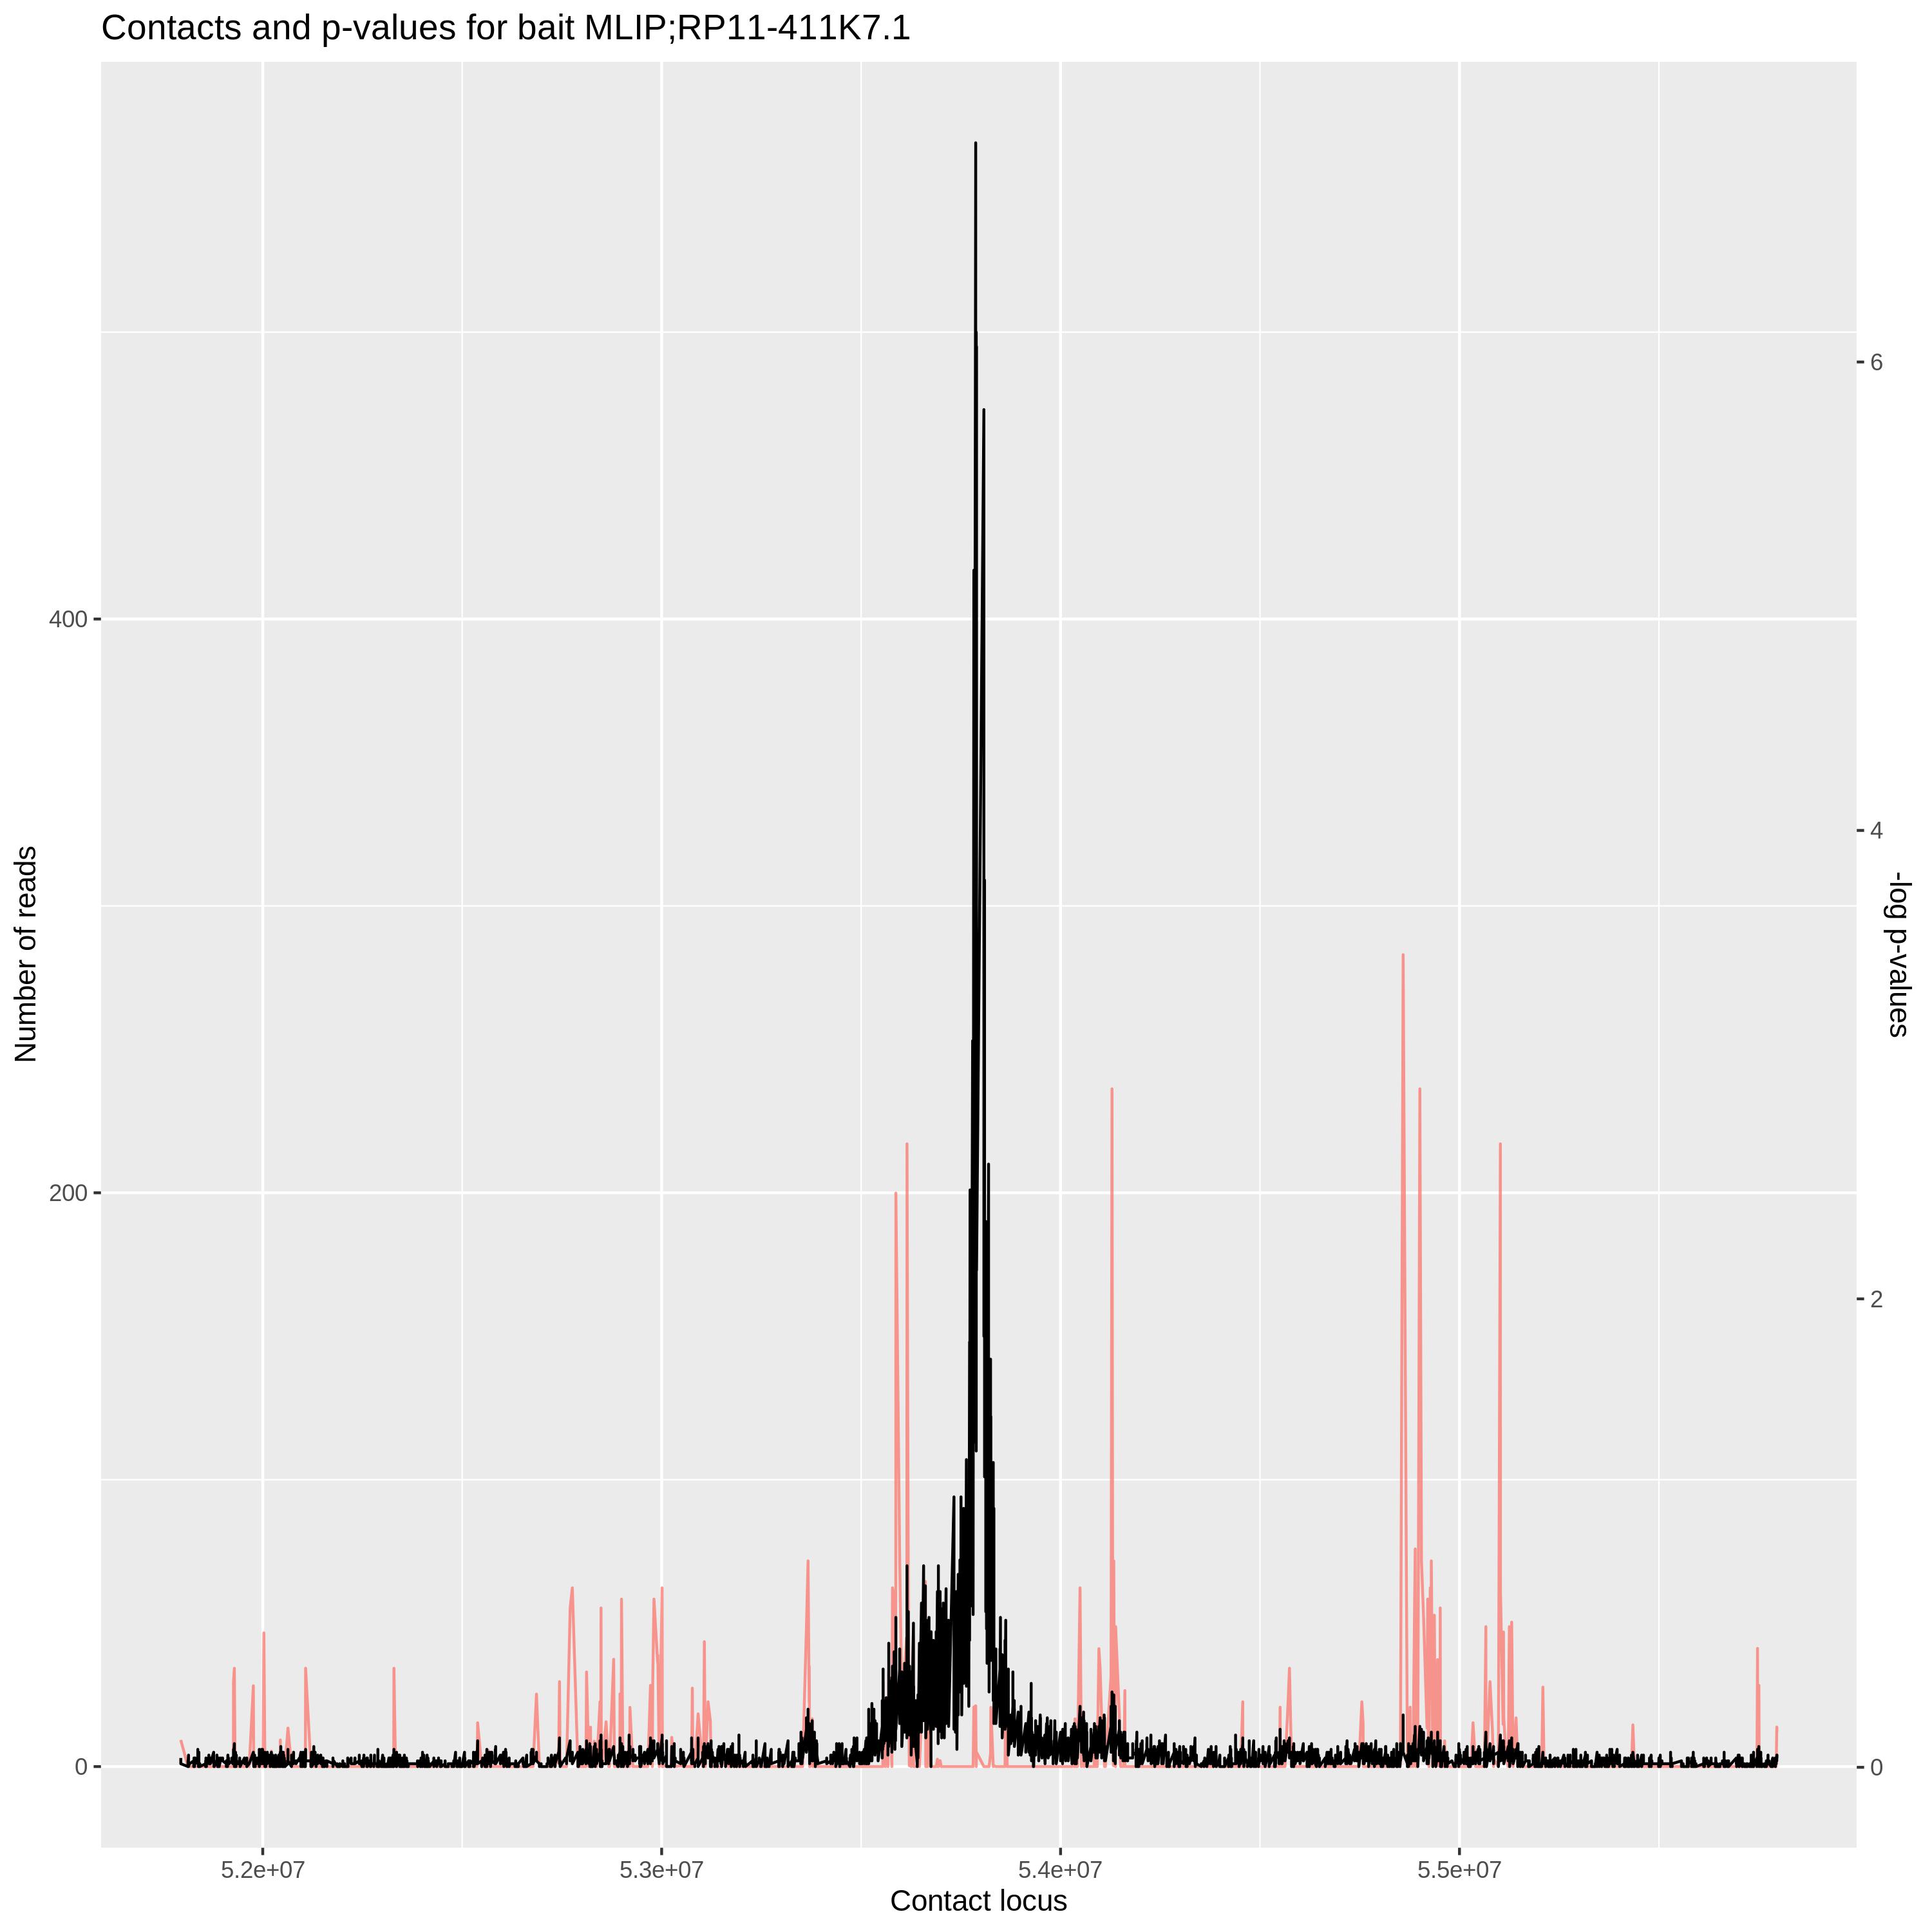 Contacts and p-values for bait MLIP;RP11-411K7.1
Number of reads
400
200
0
6
4
2
0
-log p-values
5.2e+07
5.3e+07
5.4e+07
5.5e+07
Contact locus